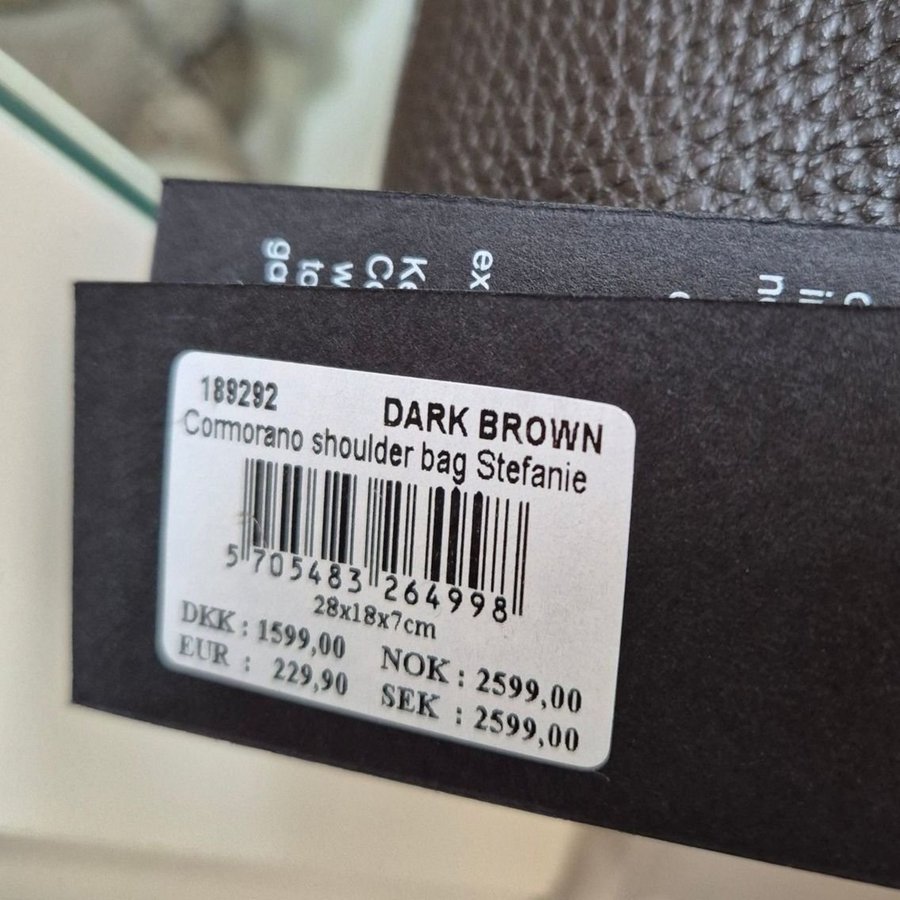 189292
DARK BROWN
Cormorano shoulder bag Stefanie
5 705483 264998
28x18x7cm
DKK : 1599,00 NOK : 2599,00
EUR : 229,90 SEK : 2599,00